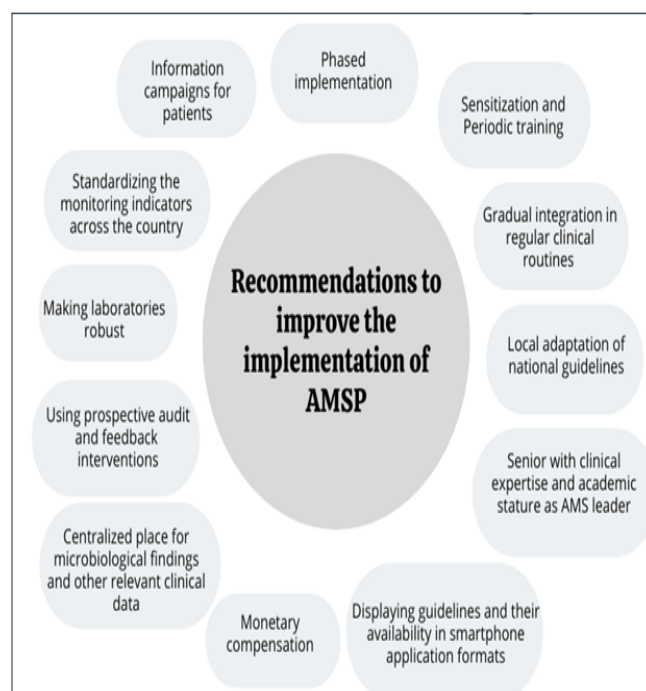 Phased
implementation
Information
campaigns for
patients
Sensitization and
Periodic training
Standardizing the
monitoring indicators
across the country
Gradual integration in
regular clinical
routines
Recommendations to
improve the
implementation of
AMSP
Making laboratories
robust
Local adaptation of
national guidelines
Using prospective audit
and feedback
interventions
Senior with clinical
expertise and academic
stature as AMS leader
Centralized place for
microbiological findings
and other relevant clinical
data
Monetary
compensation
Displaying guidelines and their
availability in smartphone
application formats